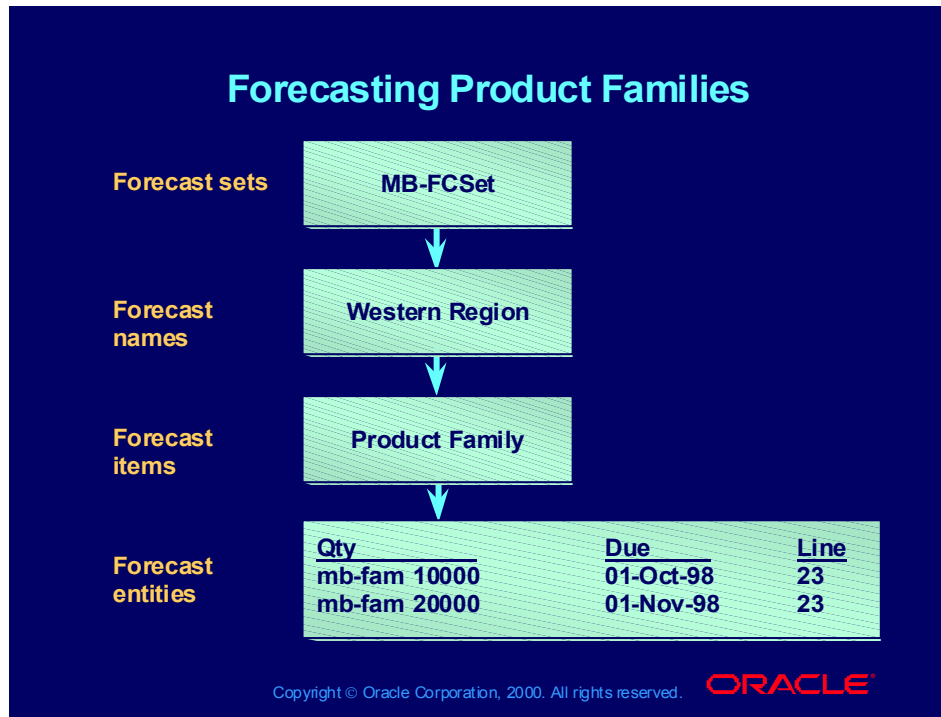 Forecasting Product Families
Forecast sets
MB-FCSet
Forecast
names
Western Region
Forecast
items
Product Family
Forecast
entities
Qty Due Line
mb-fam 10000 01-Oct-98 23
mb-fam 20000 01-Nov-98 23
Copyright © Oracle Corporation, 2000. All rights reserved.
ORACLE®